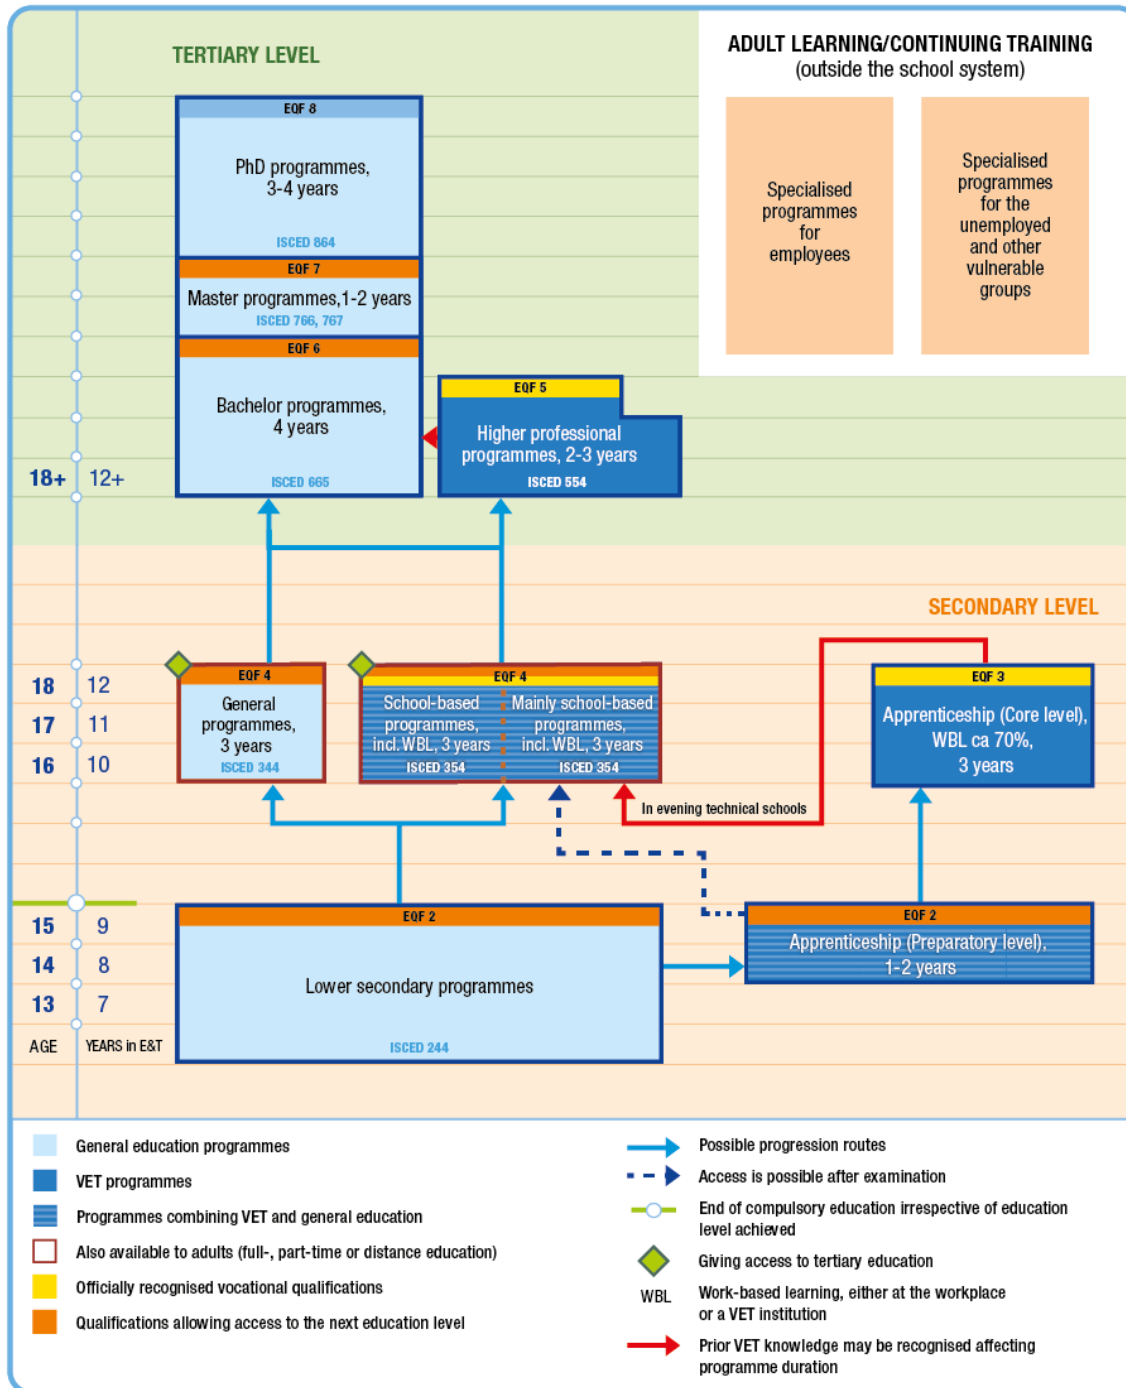 TERTIARY LEVEL
ADULT LEARNING/CONTINUING TRAINING
(outside the school system)
Specialised
programmes
for
employees
Specialised
programmes
for the
unemployed
and other
vulnerable
groups
EQF 8
PhD programmes,
3-4 years
ISCED 864
EQF 7
Master programmes,1-2 years
ISCED 766, 767
EQF 6
Bachelor programmes,
4 years
ISCED 665
EQF 5
Higher professional
programmes, 2-3 years
ISCED 554
18+ 12+
SECONDARY LEVEL
EQF 4
General
programmes,
3 years
ISCED 344
EQF 4
School-based
programmes,
incl. WBL, 3 years
ISCED 354
Mainly school-based
programmes,
incl. WBL, 3 years
ISCED 354
EQF 3
Apprenticeship (Core level),
WBL ca 70%,
3 years
18 12
17 11
16 10
In evening technical schools
EQF 2
Lower secondary programmes
ISCED 244
EQF 2
Apprenticeship (Preparatory level),
1-2 years
15 9
14 8
13 7
AGE YEARS in E&T
General education programmes
VET programmes
Programmes combining VET and general education
Also available to adults (full-, part-time or distance education)
Officially recognised vocational qualifications
Qualifications allowing access to the next education level
Possible progression routes
Access is possible after examination
End of compulsory education irrespective of education
level achieved
Giving access to tertiary education
WBL Work-based learning, either at the workplace
or a VET institution
Prior VET knowledge may be recognised affecting
programme duration